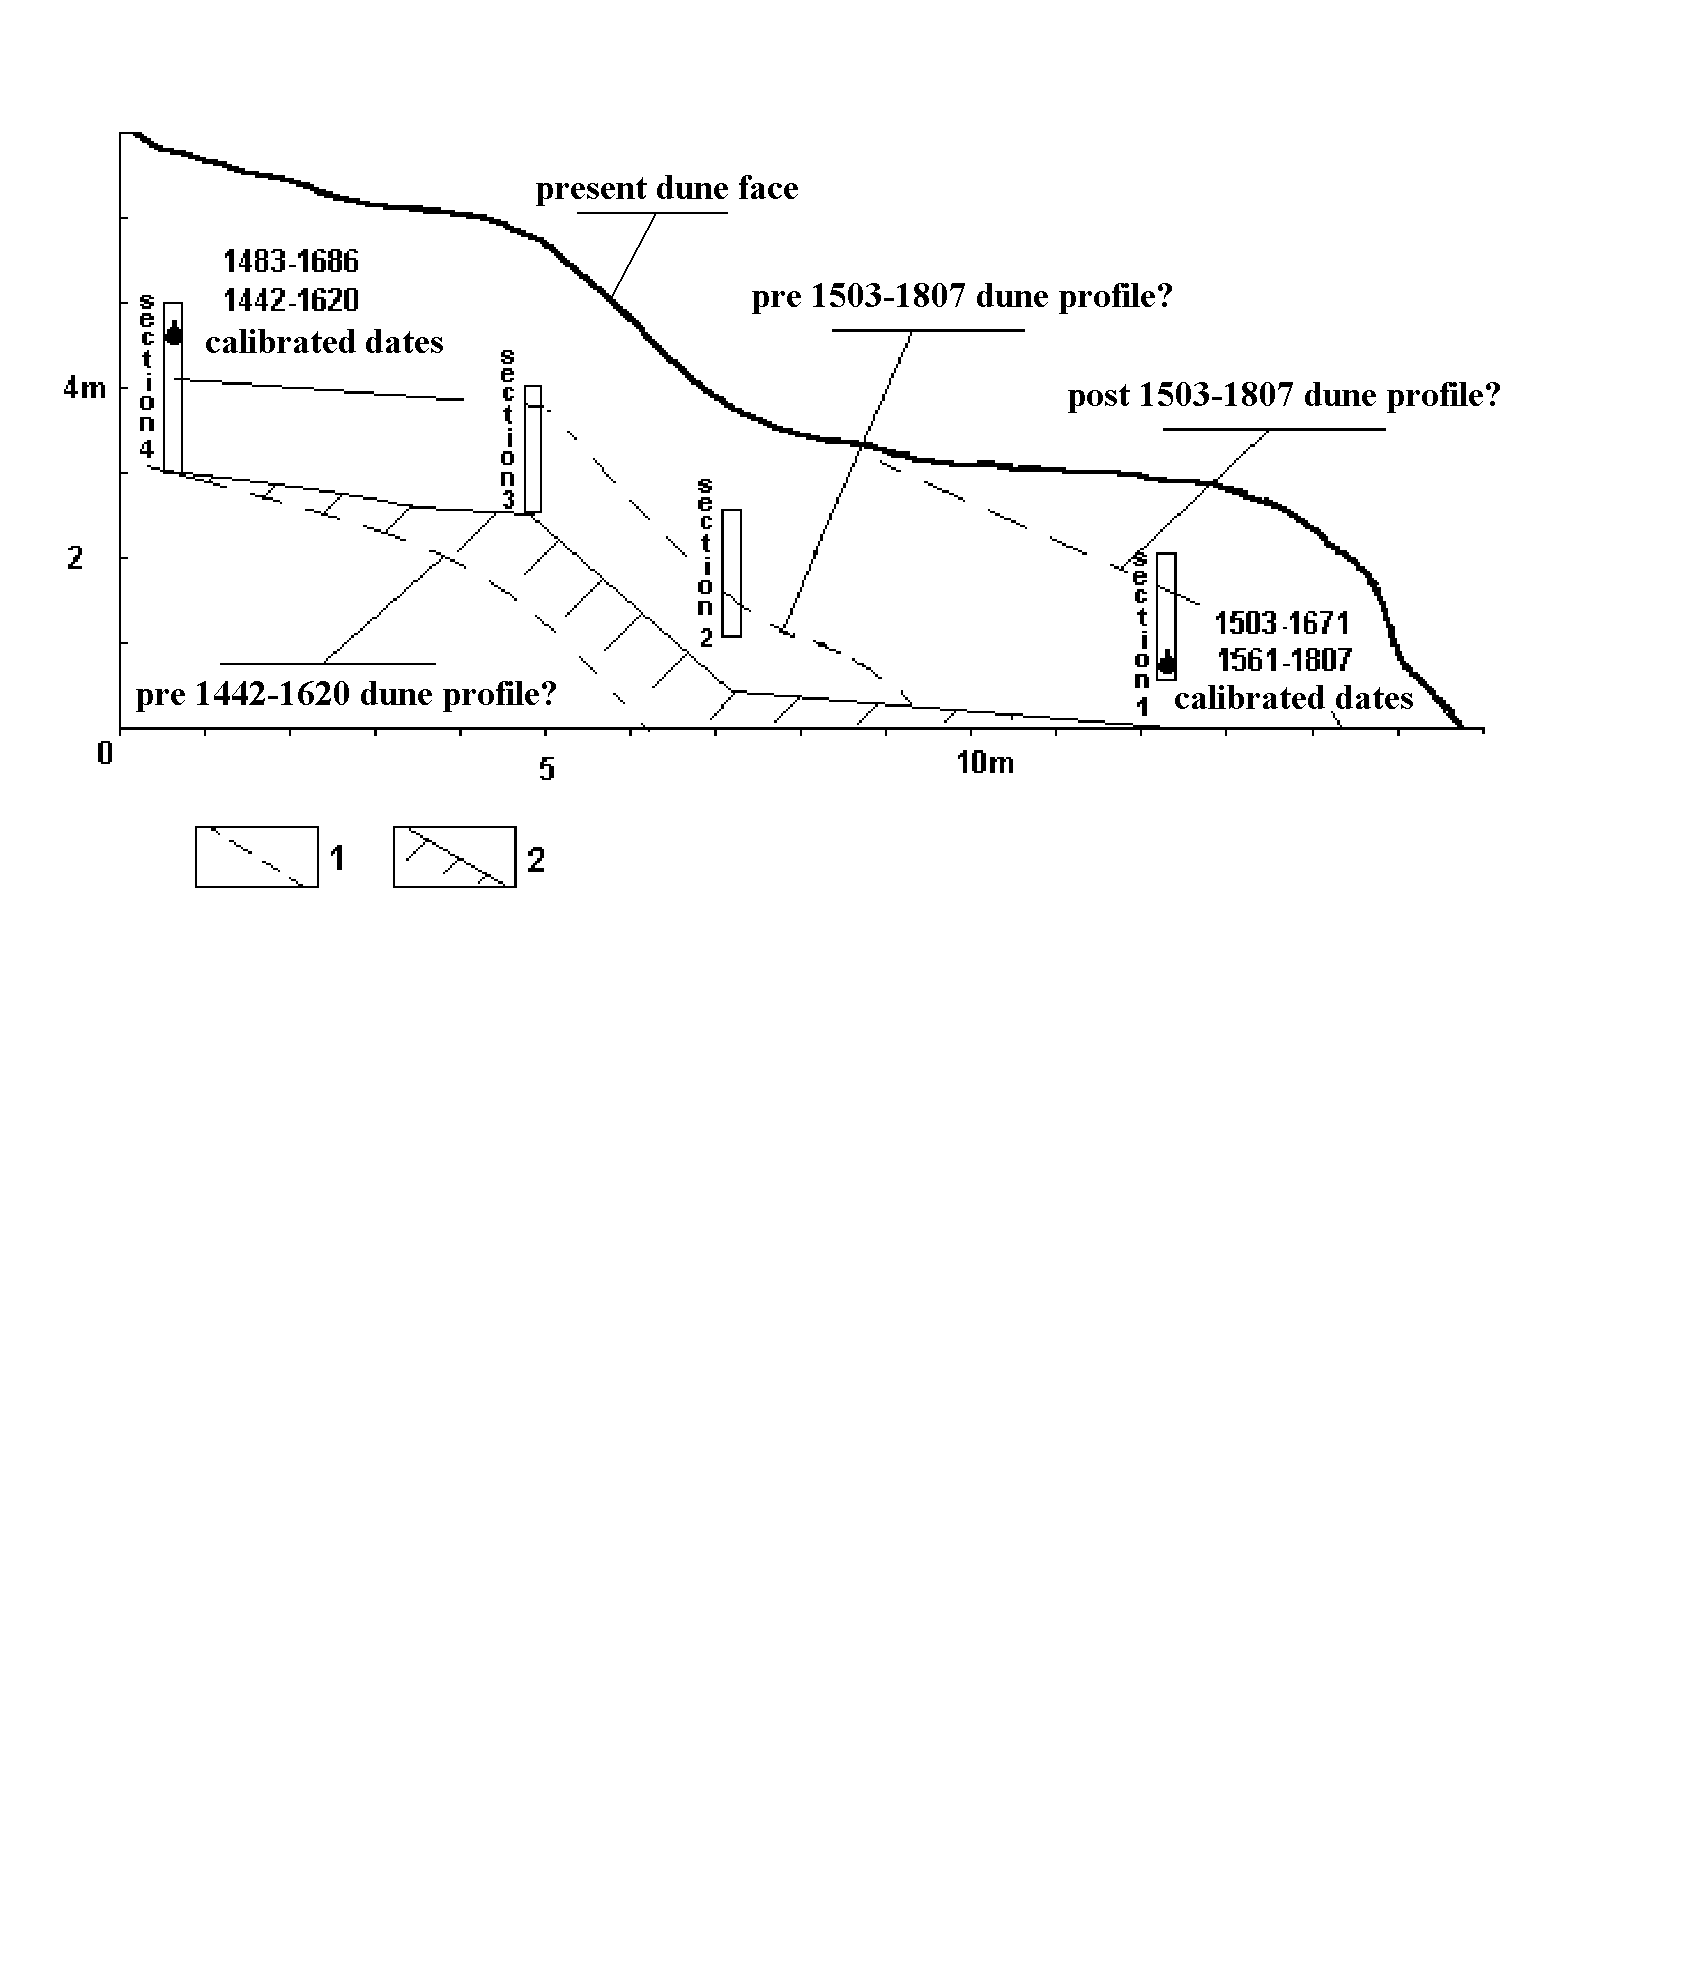 present dune face
1483-1686
1442-1620
calibrated dates
section 4
section 3
pre 1503-1807 dune profile?
post 1503-1807 dune profile?
4m
section 2
section 1
2
1503-1671
1561-1807
calibrated dates
pre 1442-1620 dune profile?
0
5
10m
1
2